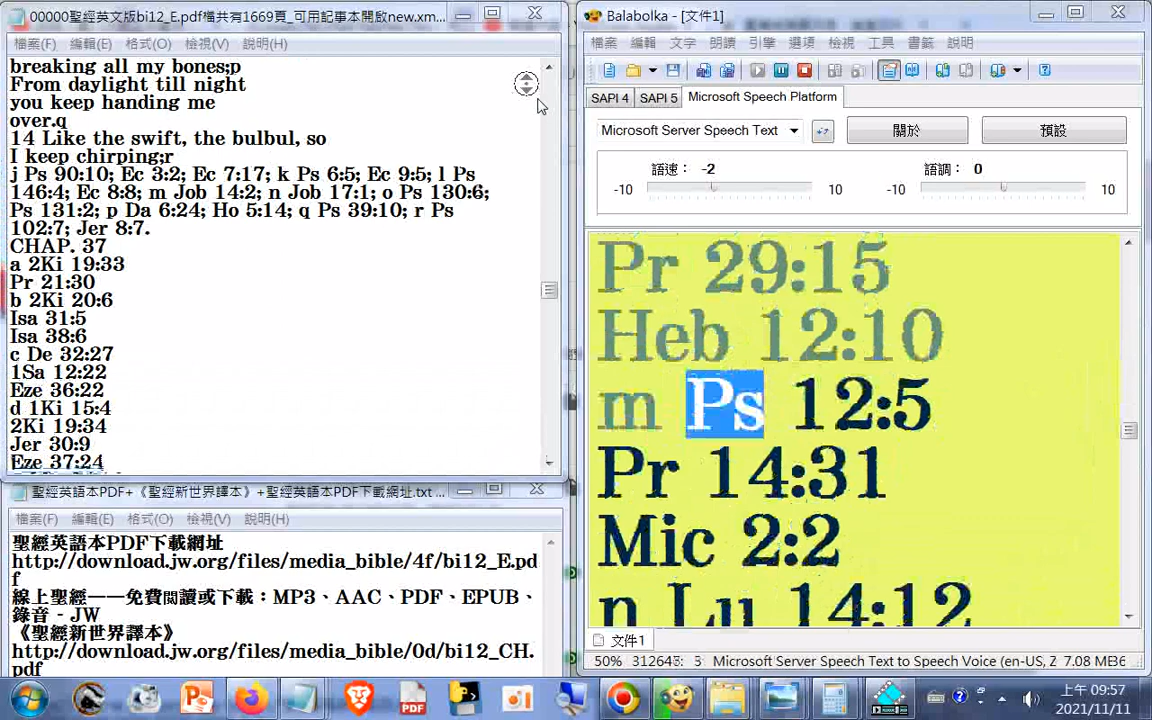 00000聖經英文版bi12_E.pdf檔共有1669頁_可用記事本開啟new.xm...
檔案(F) 編輯(E) 格式(O) 檢視(V) 說明(H)
breaking all my bones;p
From daylight till night
you keep handing me
over.q
14 Like the swift, the bulbul, so
I keep chirping;r
j Ps 90:10; Ec 3:2; Ec 7:17; k Ps 6:5; Ec 9:5; l Ps
146:4; Ec 8:8; m Job 14:2; n Job 17:1; o Ps 130:6;
Ps 131:2; p Da 6:24; Ho 5:14; q Ps 39:10; r Ps
102:7; Jer 8:7.
CHAP. 37
a 2Ki 19:33
Pr 21:30
b 2Ki 20:6
Isa 31:5
Isa 38:6
c De 32:27
1Sa 12:22
Eze 36:22
d 1Ki 15:4
2Ki 19:34
Jer 30:9
Eze 37:24
聖經英語本PDF+《聖經新世界譯本》+聖經英語本PDF下載網址.txt ...
檔案(F) 編輯(E) 格式(O) 檢視(V) 說明(H)
聖經英語本PDF下載網址
http://download.jw.org/files/media_bible/4f/bi12_E.pd
f
線上聖經——免費閱讀或下載：MP3、AAC、PDF、EPUB、
錄音 - JW
《聖經新世界譯本》
http://download.jw.org/files/media_bible/0d/bi12_CH.
pdf
Balabolka - [文件1]
檔案 編輯 文字 朗讀 引擎 選項 檢視 工具 書籤 說明
SAPI 4 SAPI 5 Microsoft Speech Platform
Microsoft Server Speech Text 關於 預設
語速： -2 語調： 0
-10 10 -10 10
Pr 29:15
Heb 12:10
m Ps 12:5
Pr 14:31
Mic 2:2
n Lu 14:12
文件1
50% 31264: 3 Microsoft Server Speech Text to Speech Voice (en-US, Z 7.08 MB
PDF
上午 09:57
2021/11/11